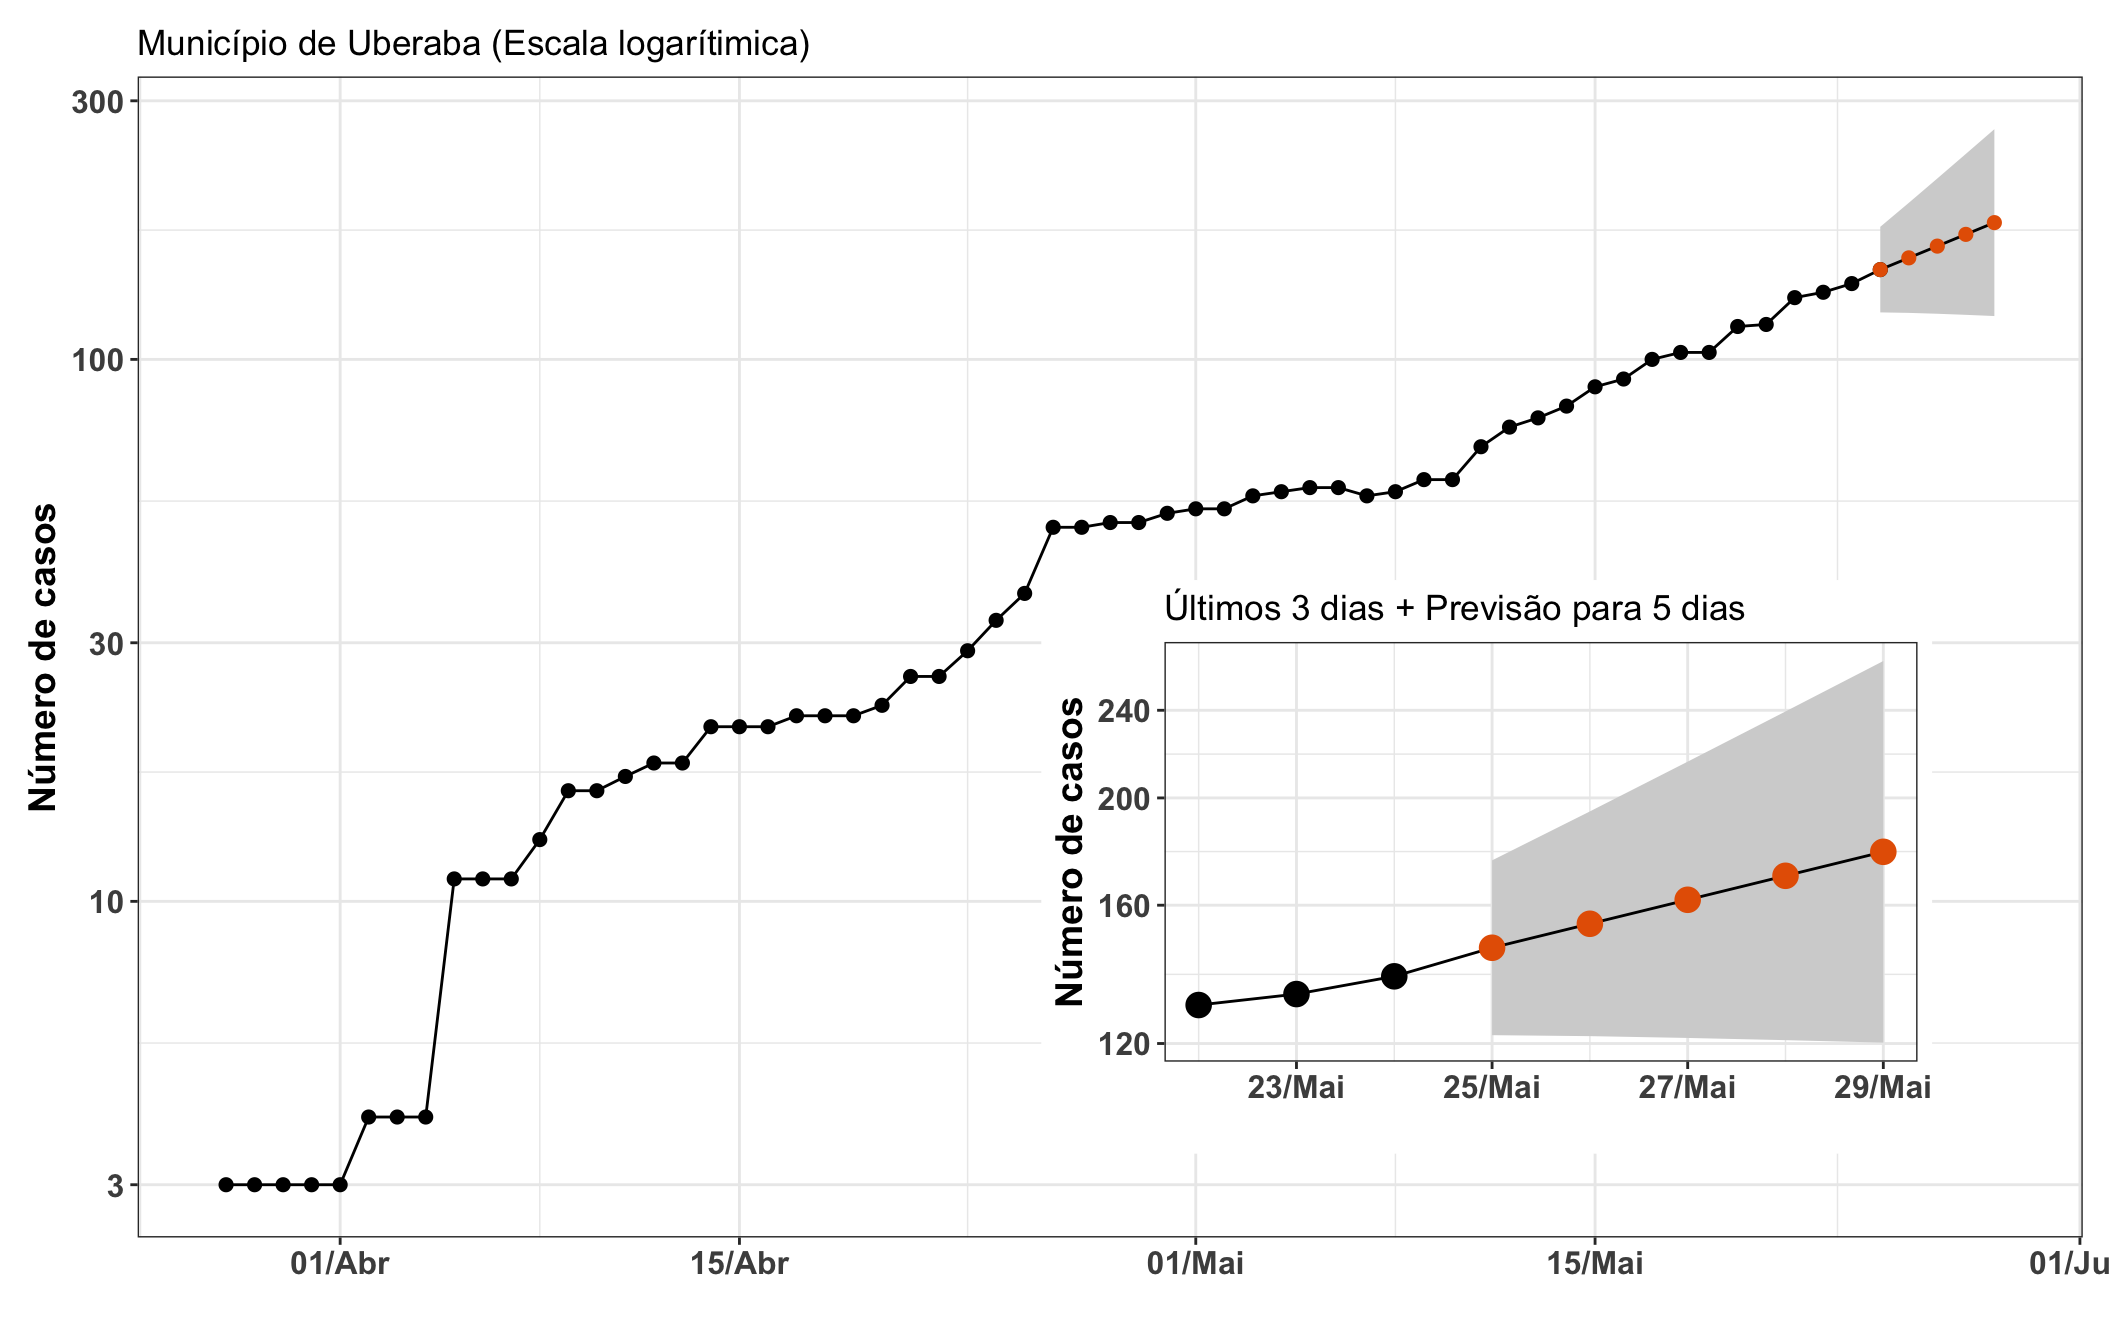 Município de Uberaba (Escala logarítimica)
Número de casos
300
100
30
10
3
01/Abr
15/Abr
01/Mai
15/Mai
01/Ju
Últimos 3 dias + Previsão para 5 dias
Número de casos
240
200
160
120
23/Mai
25/Mai
27/Mai
29/Mai